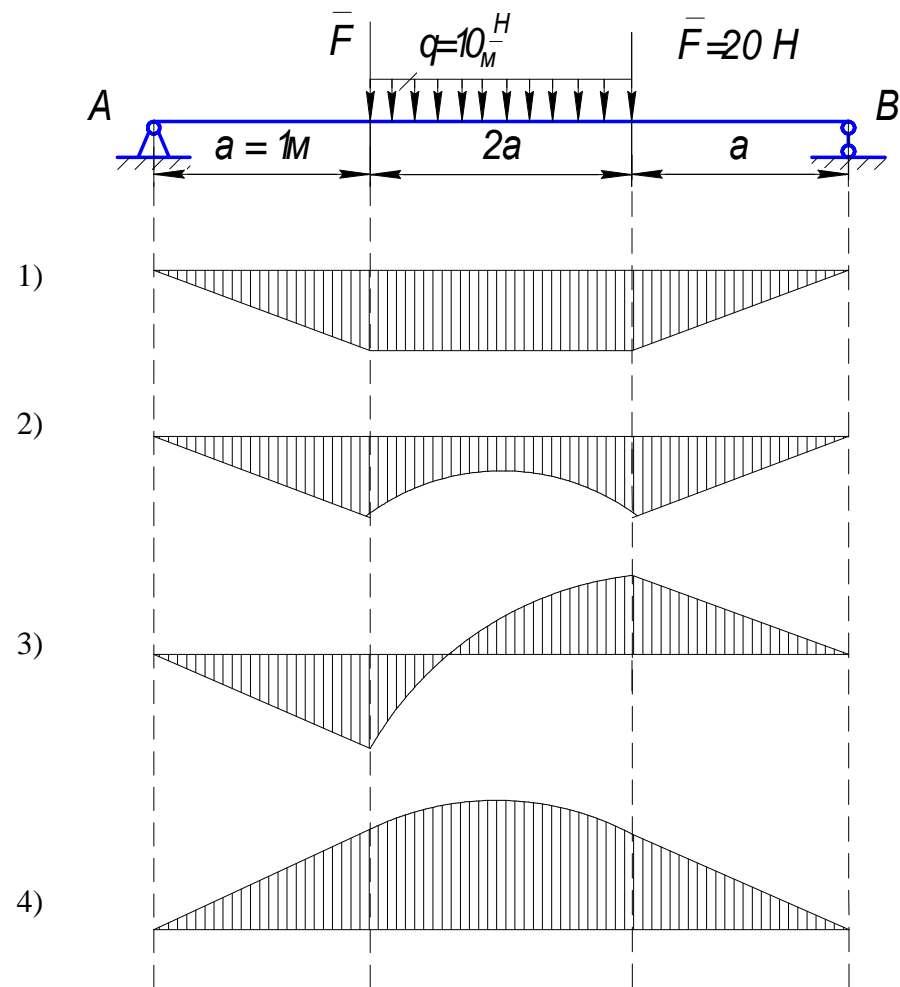 F̅ q=10 Н/м F̅=20 Н
A B
a = 1м 2a a
1)
2)
3)
4)